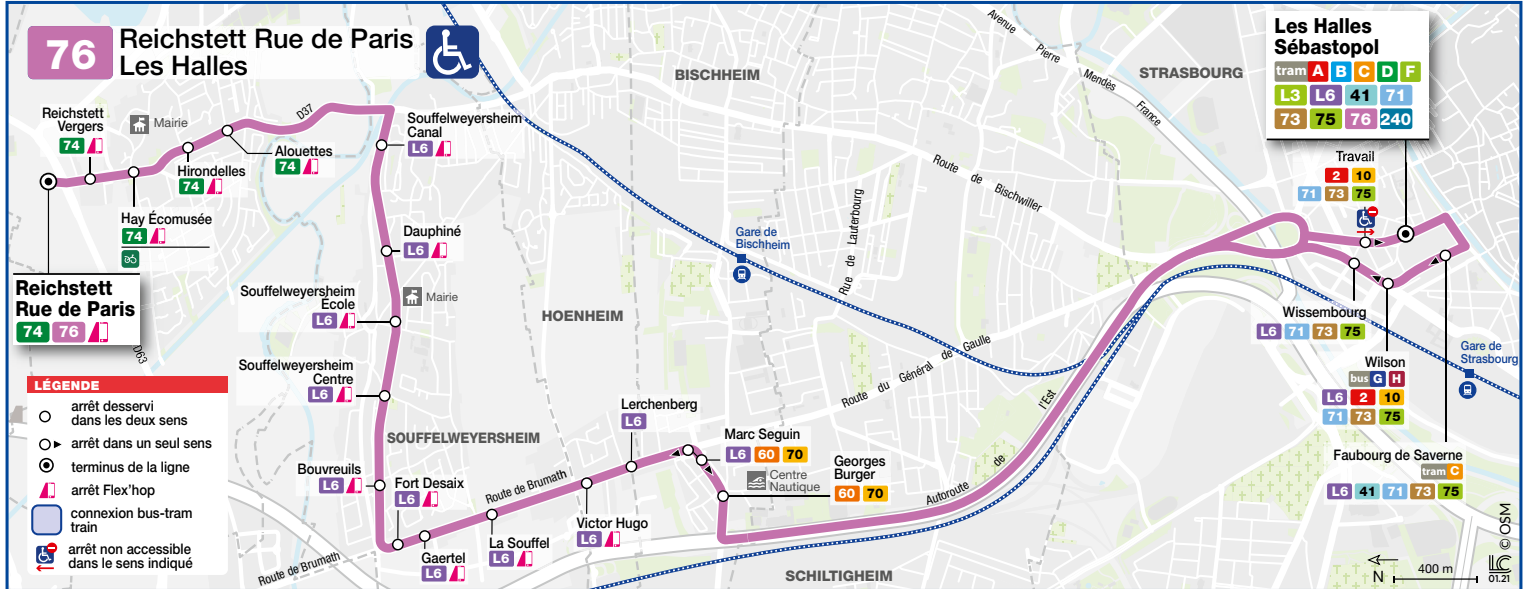 76
Reichstett Rue de Paris
Les Halles
Reichstett
Vergers
74
Mairie
D37
Hirondelles
74
Alouettes
74
Hay Écomusée
74
Reichstett
Rue de Paris
74 76
D63
LÉGENDE
arrêt desservi
dans les deux sens
arrêt dans un seul sens
terminus de la ligne
arrêt Flex'hop
connexion bus-tram
train
arrêt non accessible
dans le sens indiqué
Souffelweyersheim
Canal
L6
Dauphiné
L6
Souffelweyersheim
École
L6
Mairie
Souffelweyersheim
Centre
L6
SOUFFELWEYERSHEIM
HOENHEIM
BISCHHEIM
SCHILTIGHEIM
STRASBOURG
Bouvreuils
L6
Fort Desaix
L6
Gaertel
L6
La Souffel
L6
Victor Hugo
L6
Lerchenberg
L6
Route de Brumath
Route de Brumath
Marc Seguin
L6 60 70
Centre
Nautique
Georges
Burger
60 70
Autoroute de l'Est
Route du Général de Gaulle
Rue de Lauterbourg
Route de Bischwiller
Avenue Pierre Mendès France
Gare de
Bischheim
Les Halles
Sébastopol
tram A B C D F
L3 L6 41 71
73 75 76 240
Travail
2 10
71 73 75
Wissembourg
L6 71 73 75
Wilson
bus G H
L6 2 10
71 73 75
Gare de
Strasbourg
Faubourg de Saverne
tram C
L6 41 71 73 75
N
400 m
© OSM
LC
01.21